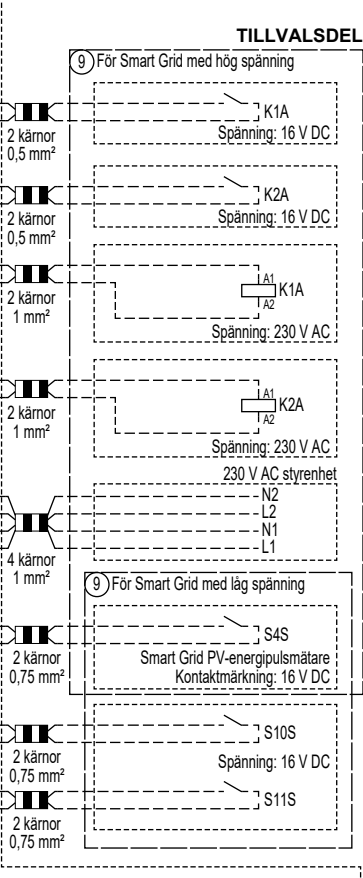 TILLVALSDEL
9 För Smart Grid med hög spänning
K1A
Spänning: 16 V DC
2 kärnor
0,5 mm²
K2A
Spänning: 16 V DC
2 kärnor
0,5 mm²
A1
K1A
A2
2 kärnor
1 mm²
Spänning: 230 V AC
A1
K2A
A2
2 kärnor
1 mm²
Spänning: 230 V AC
230 V AC styrenhet
N2
L2
N1
L1
4 kärnor
1 mm²
9 För Smart Grid med låg spänning
S4S
2 kärnor
0,75 mm²
Smart Grid PV-energipulsmätare
Kontaktmärkning: 16 V DC
S10S
2 kärnor
0,75 mm²
Spänning: 16 V DC
S11S
2 kärnor
0,75 mm²